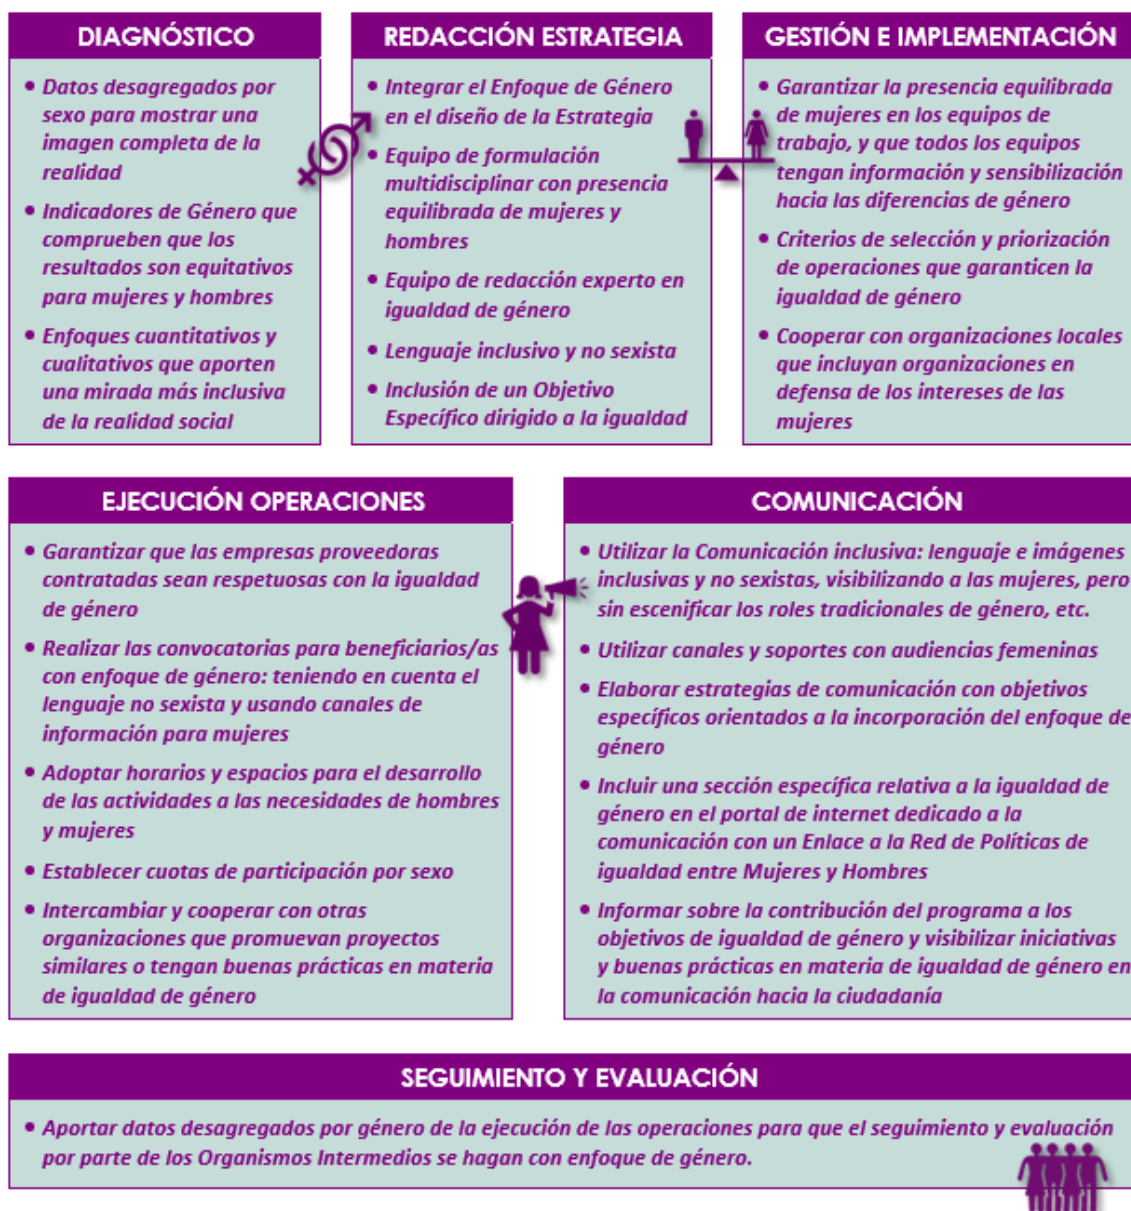 DIAGNÓSTICO
• Datos desagregados por
sexo para mostrar una
imagen completa de la
realidad
• Indicadores de Género que
comprueben que los
resultados son equitativos
para mujeres y hombres
• Enfoques cuantitativos y
cualitativos que aporten
una mirada más inclusiva
de la realidad social
REDACCIÓN ESTRATEGIA
• Integrar el Enfoque de Género
en el diseño de la Estrategia
• Equipo de formulación
multidisciplinar con presencia
equilibrada de mujeres y
hombres
• Equipo de redacción experto en
igualdad de género
• Lenguaje inclusivo y no sexista
• Inclusión de un Objetivo
Específico dirigido a la igualdad
GESTIÓN E IMPLEMENTACIÓN
• Garantizar la presencia equilibrada
de mujeres en los equipos de
trabajo, y que todos los equipos
tengan información y sensibilización
hacia las diferencias de género
• Criterios de selección y priorización
de operaciones que garanticen la
igualdad de género
• Cooperar con organizaciones locales
que incluyan organizaciones en
defensa de los intereses de las
mujeres
EJECUCIÓN OPERACIONES
• Garantizar que las empresas proveedoras
contratadas sean respetuosas con la igualdad
de género
• Realizar las convocatorias para beneficiarios/as
con enfoque de género: teniendo en cuenta el
lenguaje no sexista y usando canales de
información para mujeres
• Adoptar horarios y espacios para el desarrollo
de las actividades a las necesidades de hombres
y mujeres
• Establecer cuotas de participación por sexo
• Intercambiar y cooperar con otras
organizaciones que promuevan proyectos
similares o tengan buenas prácticas en materia
de igualdad de género
COMUNICACIÓN
• Utilizar la Comunicación inclusiva: lenguaje e imágenes
inclusivas y no sexistas, visibilizando a las mujeres, pero
sin escenificar los roles tradicionales de género, etc.
• Utilizar canales y soportes con audiencias femeninas
• Elaborar estrategias de comunicación con objetivos
específicos orientados a la incorporación del enfoque de
género
• Incluir una sección específica relativa a la igualdad de
género en el portal de internet dedicado a la
comunicación con un Enlace a la Red de Políticas de
igualdad entre Mujeres y Hombres
• Informar sobre la contribución del programa a los
objetivos de igualdad de género y visibilizar iniciativas
y buenas prácticas en materia de igualdad de género en
la comunicación hacia la ciudadanía
SEGUIMIENTO Y EVALUACIÓN
• Aportar datos desagregados por género de la ejecución de las operaciones para que el seguimiento y evaluación
por parte de los Organismos Intermedios se hagan con enfoque de género.